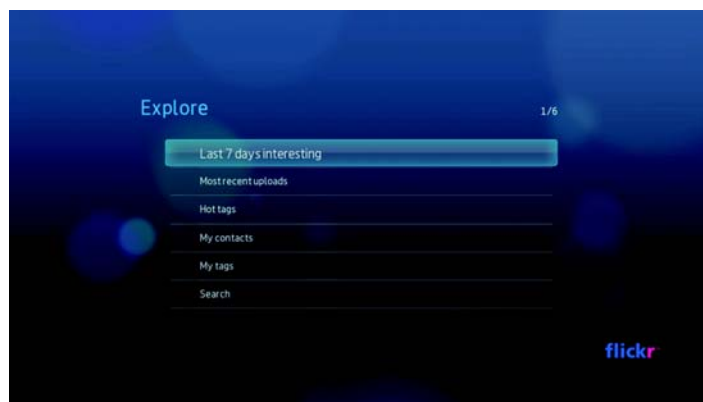 Explore
1/6
Last 7 days interesting
Most recent uploads
Hot tags
My contacts
My tags
Search
flickr